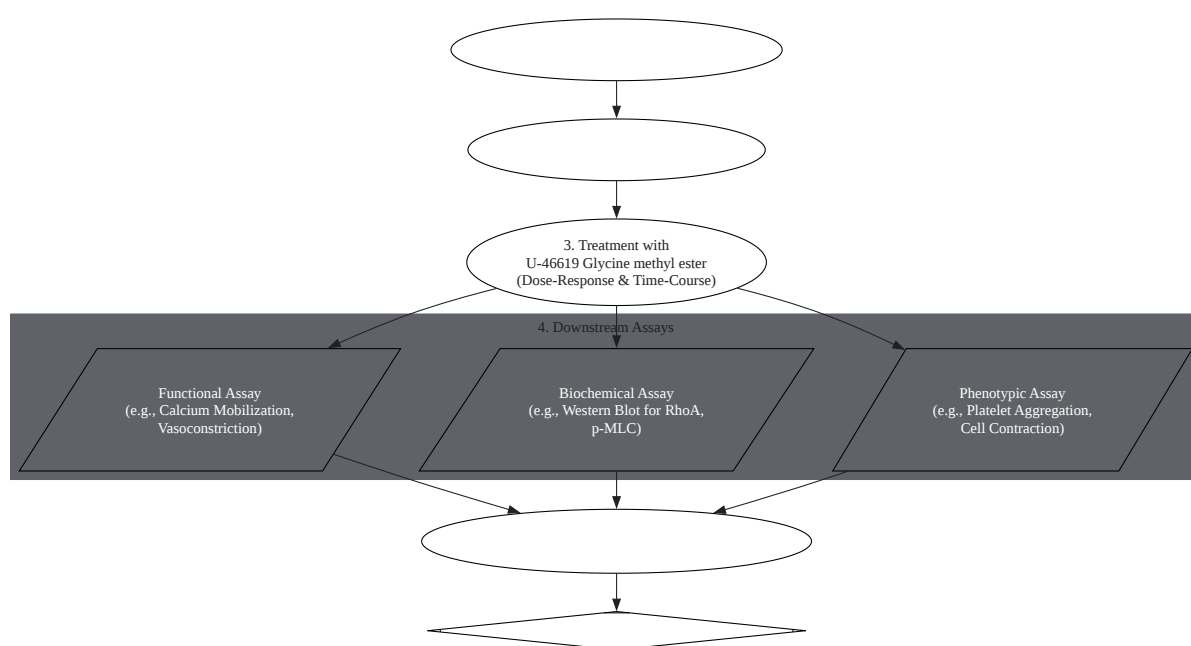 3. Treatment with
U-46619 Glycine methyl ester
(Dose-Response & Time-Course)
4. Downstream Assays
Functional Assay
(e.g., Calcium Mobilization,
Vasoconstriction)
Biochemical Assay
(e.g., Western Blot for RhoA,
p-MLC)
Phenotypic Assay
(e.g., Platelet Aggregation,
Cell Contraction)